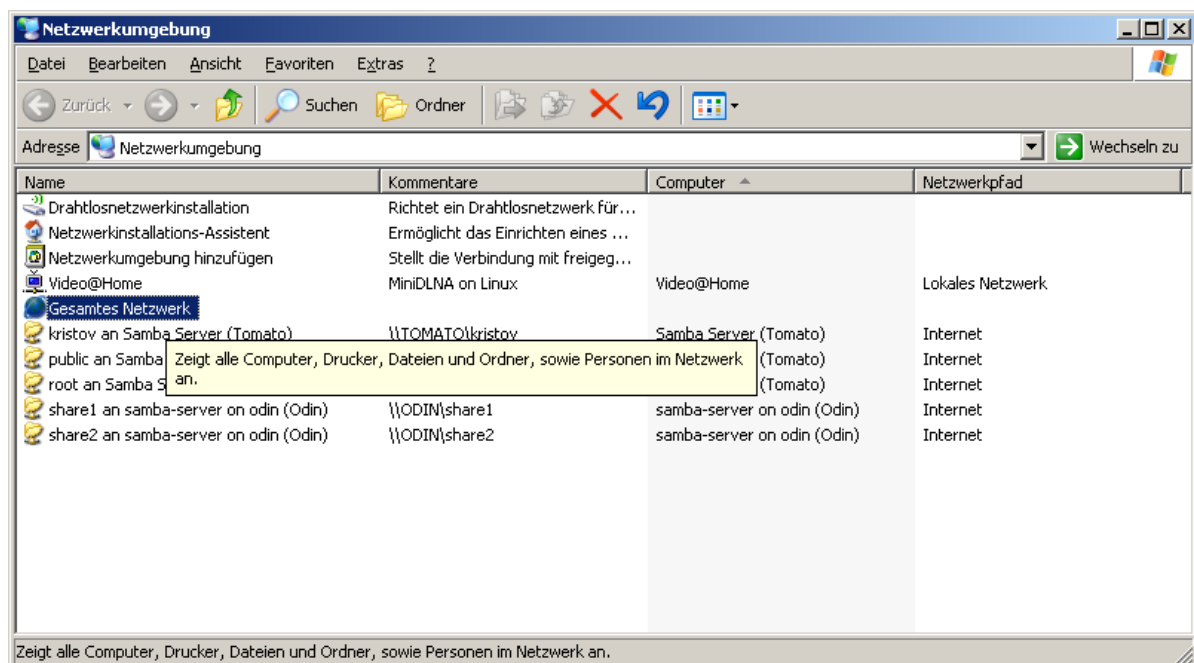 Netzwerkumgebung
Datei Bearbeiten Ansicht Favoriten Extras ?
Zurück Suchen Ordner
Adresse Netzwerkumgebung Wechseln zu
Name Kommentare Computer Netzwerkpfad
Drahtlosnetzwerkinstallation Richtet ein Drahtlosnetzwerk für...
Netzwerkinstallations-Assistent Ermöglicht das Einrichten eines ...
Netzwerkumgebung hinzufügen Stellt die Verbindung mit freigeg...
Video@Home MiniDLNA on Linux Video@Home Lokales Netzwerk
Gesamtes Netzwerk
kristov an Samba Server (Tomato) \\TOMATO\kristov Samba Server (Tomato) Internet
public an Samba (Tomato) Internet
root an Samba S (Tomato) Internet
Zeigt alle Computer, Drucker, Dateien und Ordner, sowie Personen im Netzwerk
an.
share1 an samba-server on odin (Odin) \\ODIN\share1 samba-server on odin (Odin) Internet
share2 an samba-server on odin (Odin) \\ODIN\share2 samba-server on odin (Odin) Internet
Zeigt alle Computer, Drucker, Dateien und Ordner, sowie Personen im Netzwerk an.